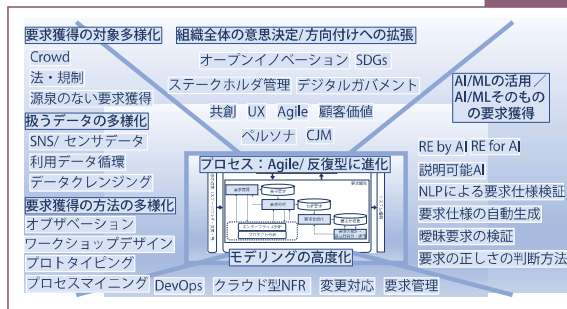 要求獲得の対象多様化
Crowd
法・規制
源泉のない要求獲得
扱うデータの多様化
SNS/ センサデータ
利用データ循環
データクレンジング
要求獲得の方法の多様化
オブザベーション
ワークショップデザイン
プロトタイピング
プロセスマイニング
組織全体の意思決定/方向付けへの拡張
オープンイノベーション SDGs
ステークホルダ管理 デジタルガバメント
共創 UX Agile 顧客価値
ペルソナ CJM
プロセス：Agile/ 反復型に進化
モデリングの高度化
DevOps クラウド型NFR 変更対応 要求管理
AI/MLの活用／
AI/MLそのもの
の要求獲得
RE by AI RE for AI
説明可能AI
NLPによる要求仕様検証
要求仕様の自動生成
曖昧要求の検証
要求の正しさの判断方法